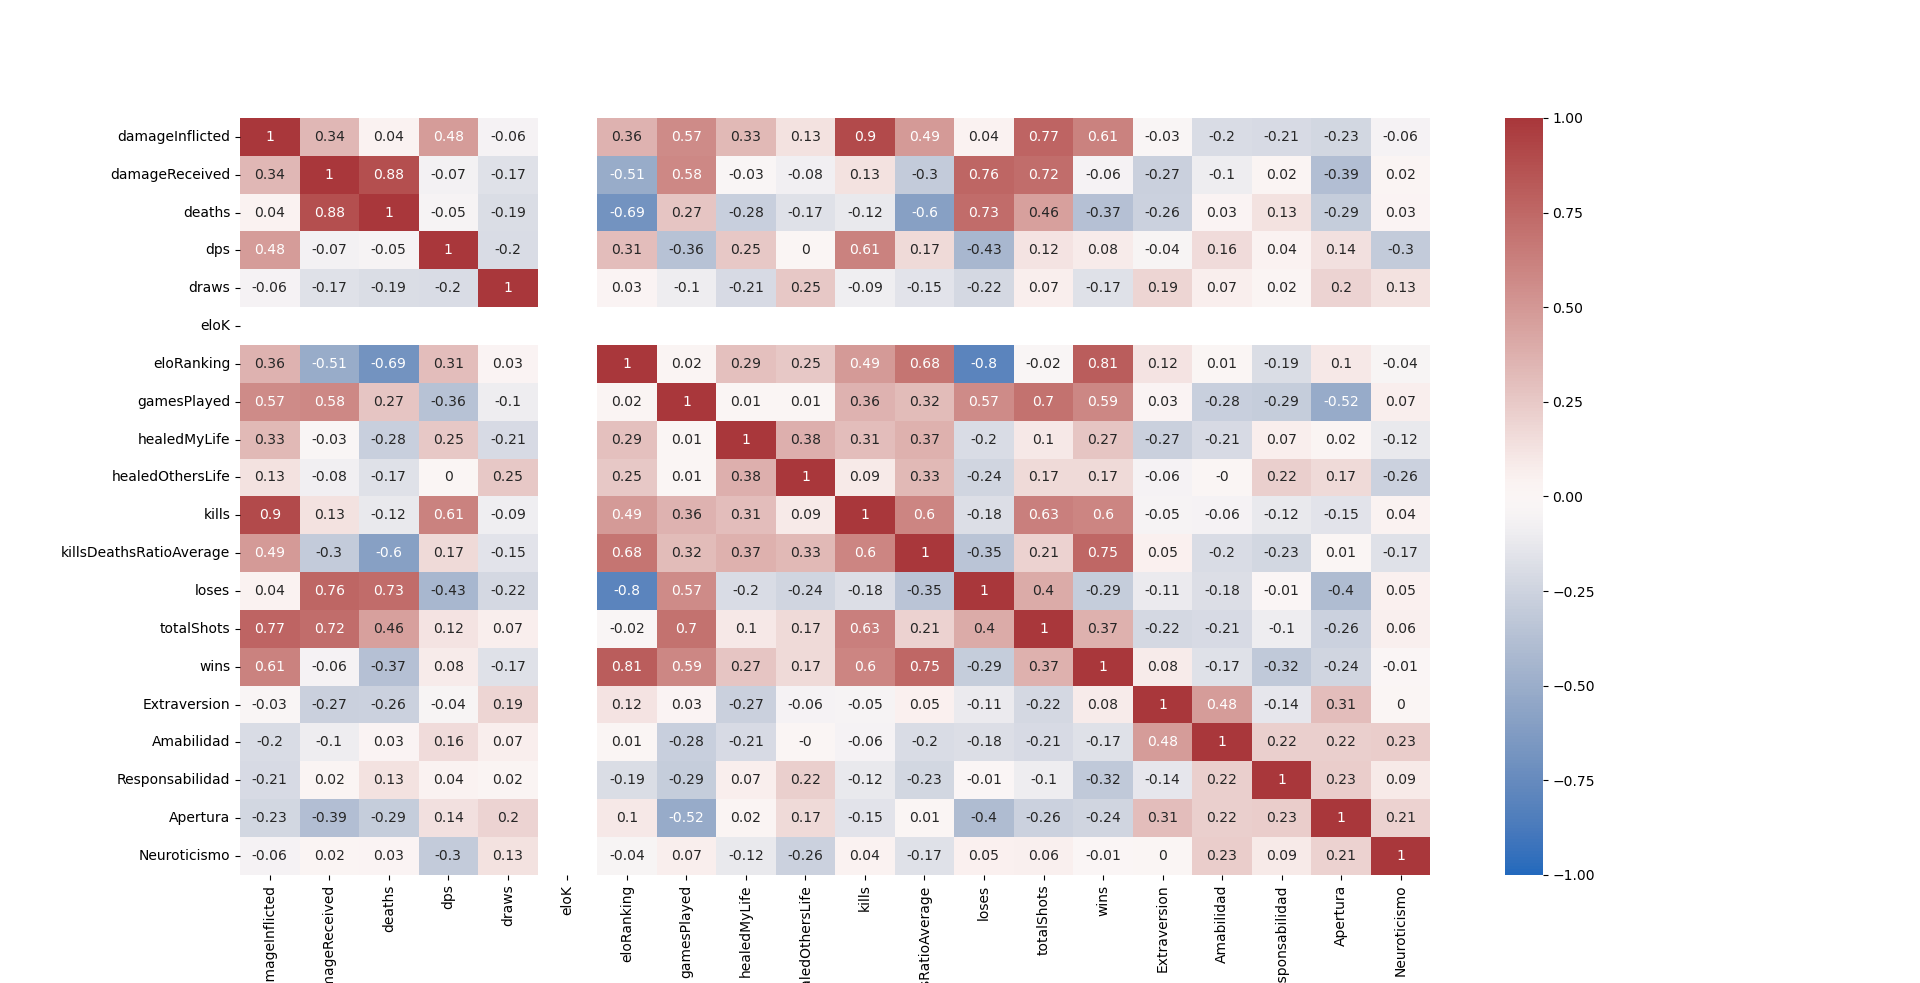 damageInflicted 1 0.34 0.04 0.48 -0.06 0.36 0.57 0.33 0.13 0.9 0.49 0.04 0.77 0.61 -0.03 -0.2 -0.21 -0.23 -0.06
damageReceived 0.34 1 0.88 -0.07 -0.17 -0.51 0.58 -0.03 -0.08 0.13 -0.3 0.76 0.72 -0.06 -0.27 -0.1 0.02 -0.39 0.02
deaths 0.04 0.88 1 -0.05 -0.19 -0.69 0.27 -0.28 -0.17 -0.12 -0.6 0.73 0.46 -0.37 -0.26 0.03 0.13 -0.29 0.03
dps 0.48 -0.07 -0.05 1 -0.2 0.31 -0.36 0.25 0 0.61 0.17 -0.43 0.12 0.08 -0.04 0.16 0.04 0.14 -0.3
draws -0.06 -0.17 -0.19 -0.2 1 0.03 -0.1 -0.21 0.25 -0.09 -0.15 -0.22 0.07 -0.17 0.19 0.07 0.02 0.2 0.13
eloK
eloRanking 0.36 -0.51 -0.69 0.31 0.03 1 0.02 0.29 0.25 0.49 0.68 -0.8 -0.02 0.81 0.12 0.01 -0.19 0.1 -0.04
gamesPlayed 0.57 0.58 0.27 -0.36 -0.1 0.02 1 0.01 0.01 0.36 0.32 0.57 0.7 0.59 0.03 -0.28 -0.29 -0.52 0.07
healedMyLife 0.33 -0.03 -0.28 0.25 -0.21 0.29 0.01 1 0.38 0.31 0.37 -0.2 0.1 0.27 -0.27 -0.21 0.07 0.02 -0.12
healedOthersLife 0.13 -0.08 -0.17 0 0.25 0.25 0.01 0.38 1 0.09 0.33 -0.24 0.17 0.17 -0.06 -0 0.22 0.17 -0.26
kills 0.9 0.13 -0.12 0.61 -0.09 0.49 0.36 0.31 0.09 1 0.6 -0.18 0.63 0.6 -0.05 -0.06 -0.12 -0.15 0.04
killsDeathsRatioAverage 0.49 -0.3 -0.6 0.17 -0.15 0.68 0.32 0.37 0.33 0.6 1 -0.35 0.21 0.75 0.05 -0.2 -0.23 0.01 -0.17
loses 0.04 0.76 0.73 -0.43 -0.22 -0.8 0.57 -0.2 -0.24 -0.18 -0.35 1 0.4 -0.29 -0.11 -0.18 -0.01 -0.4 0.05
totalShots 0.77 0.72 0.46 0.12 0.07 -0.02 0.7 0.1 0.17 0.63 0.21 0.4 1 0.37 -0.22 -0.21 -0.1 -0.26 0.06
wins 0.61 -0.06 -0.37 0.08 -0.17 0.81 0.59 0.27 0.17 0.6 0.75 -0.29 0.37 1 0.08 -0.17 -0.32 -0.24 -0.01
Extraversion -0.03 -0.27 -0.26 -0.04 0.19 0.12 0.03 -0.27 -0.06 -0.05 0.05 -0.11 -0.22 0.08 1 0.48 -0.14 0.31 0
Amabilidad -0.2 -0.1 0.03 0.16 0.07 0.01 -0.28 -0.21 -0 -0.06 -0.2 -0.18 -0.21 -0.17 0.48 1 0.22 0.22 0.23
Responsabilidad -0.21 0.02 0.13 0.04 0.02 -0.19 -0.29 0.07 0.22 -0.12 -0.23 -0.01 -0.1 -0.32 -0.14 0.22 1 0.23 0.09
Apertura -0.23 -0.39 -0.29 0.14 0.2 0.1 -0.52 0.02 0.17 -0.15 0.01 -0.4 -0.26 -0.24 0.31 0.22 0.23 1 0.21
Neuroticismo -0.06 0.02 0.03 -0.3 0.13 -0.04 0.07 -0.12 -0.26 0.04 -0.17 0.05 0.06 -0.01 0 0.23 0.09 0.21 1
mageInflicted
mageReceived
deaths
dps
draws
eloK
eloRanking
gamesPlayed
healedMyLife
aledOthersLife
kills
sRatioAverage
loses
totalShots
wins
Extraversion
Amabilidad
sponsabilidad
Apertura
Neuroticismo
1.00
0.75
0.50
0.25
0.00
−0.25
−0.50
−0.75
−1.00